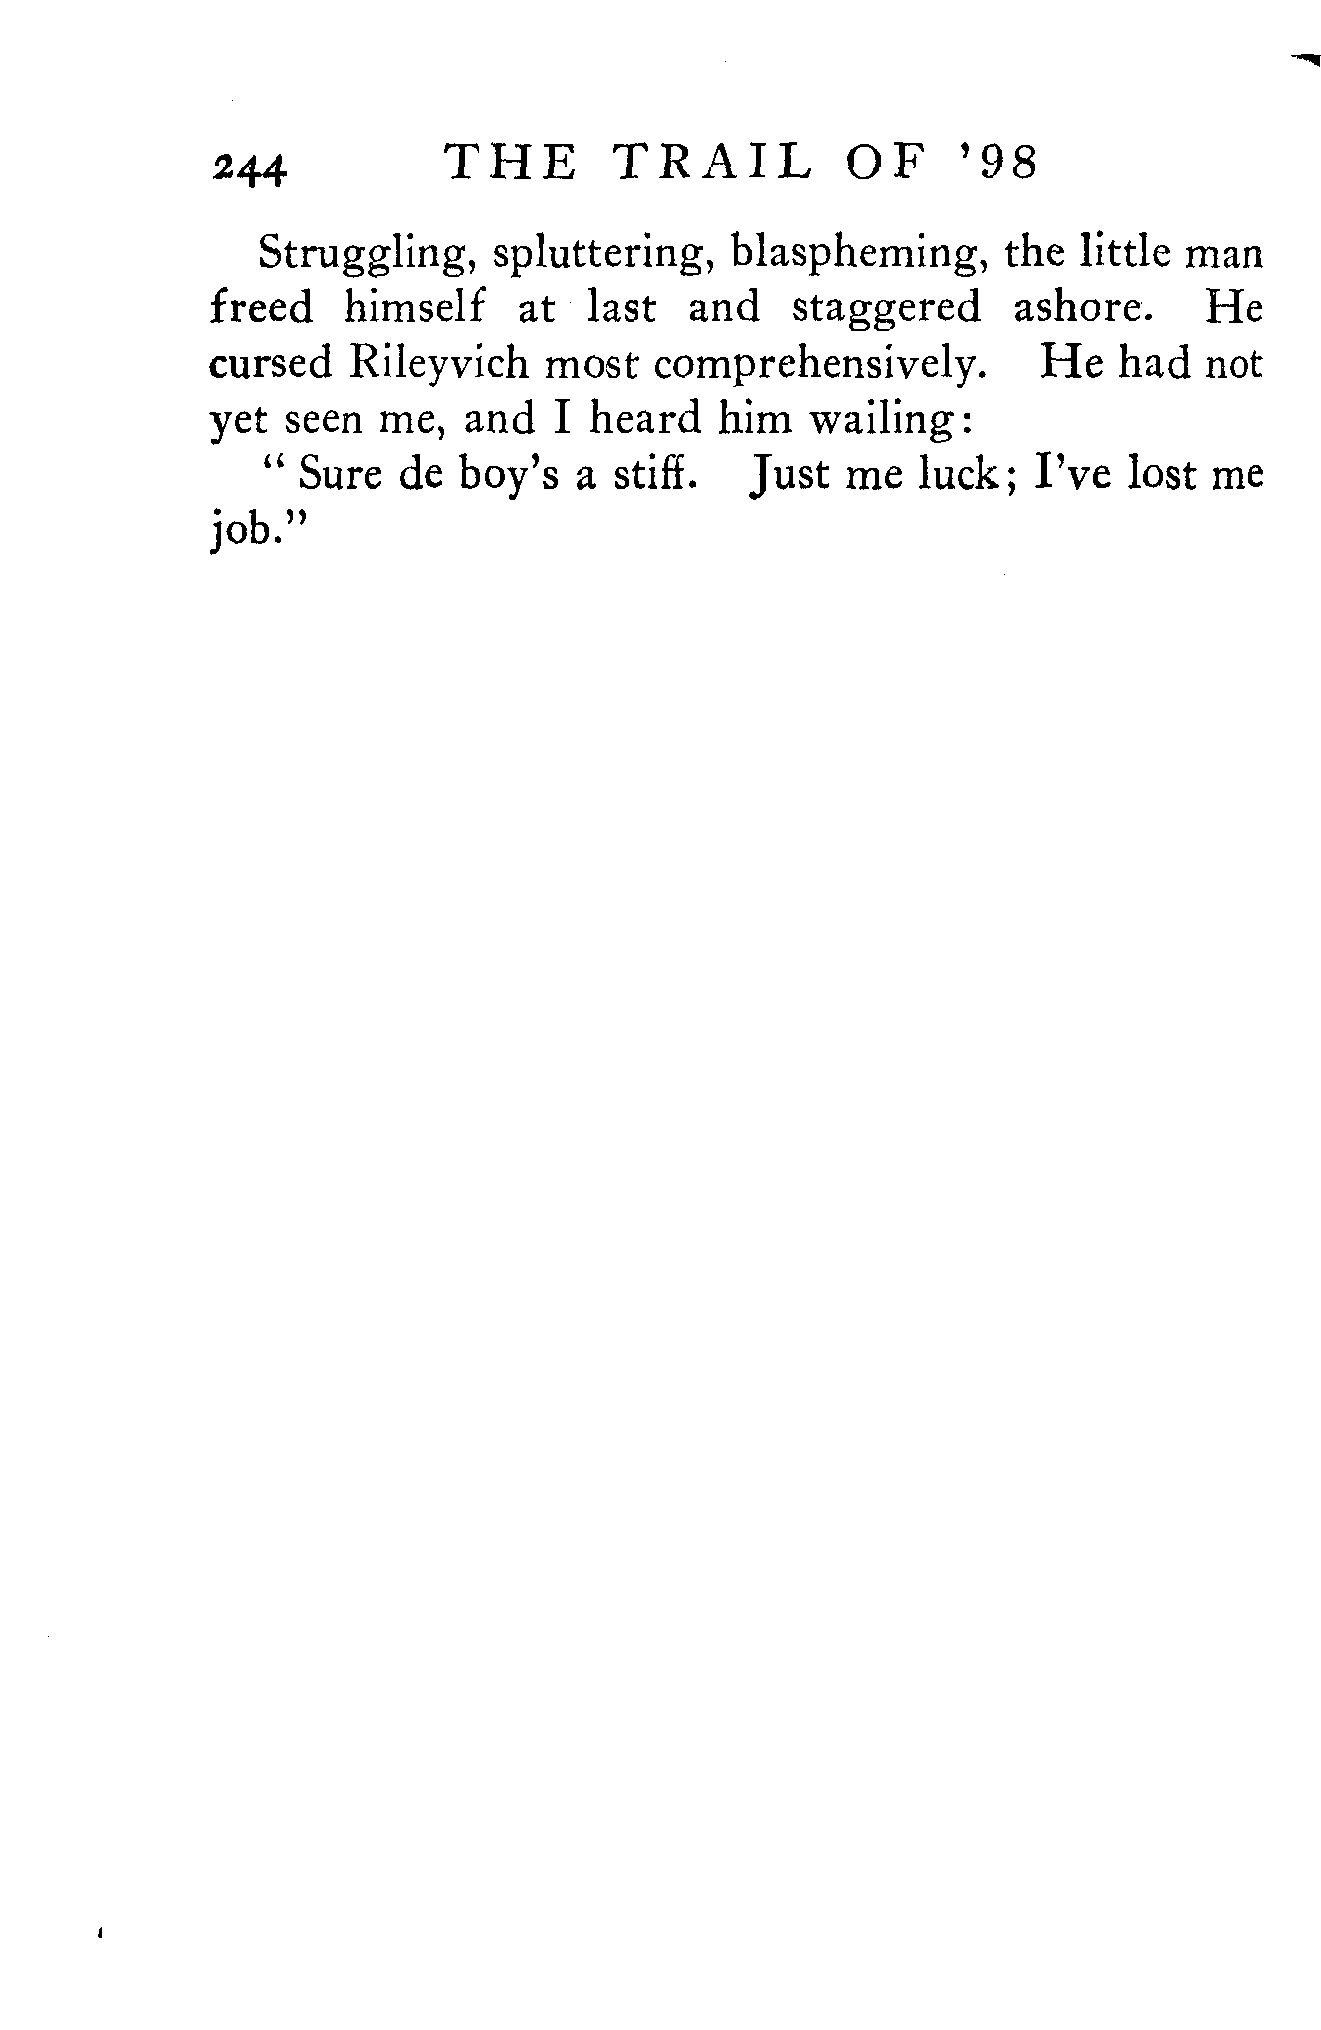 244 THE TRAIL OF '98
Struggling, spluttering, blaspheming, the little man
freed himself at last and staggered ashore. He
cursed Rileyvich most comprehensively. He had not
yet seen me, and I heard him wailing:
"Sure de boy's a stiff. Just me luck; I've lost me
job."